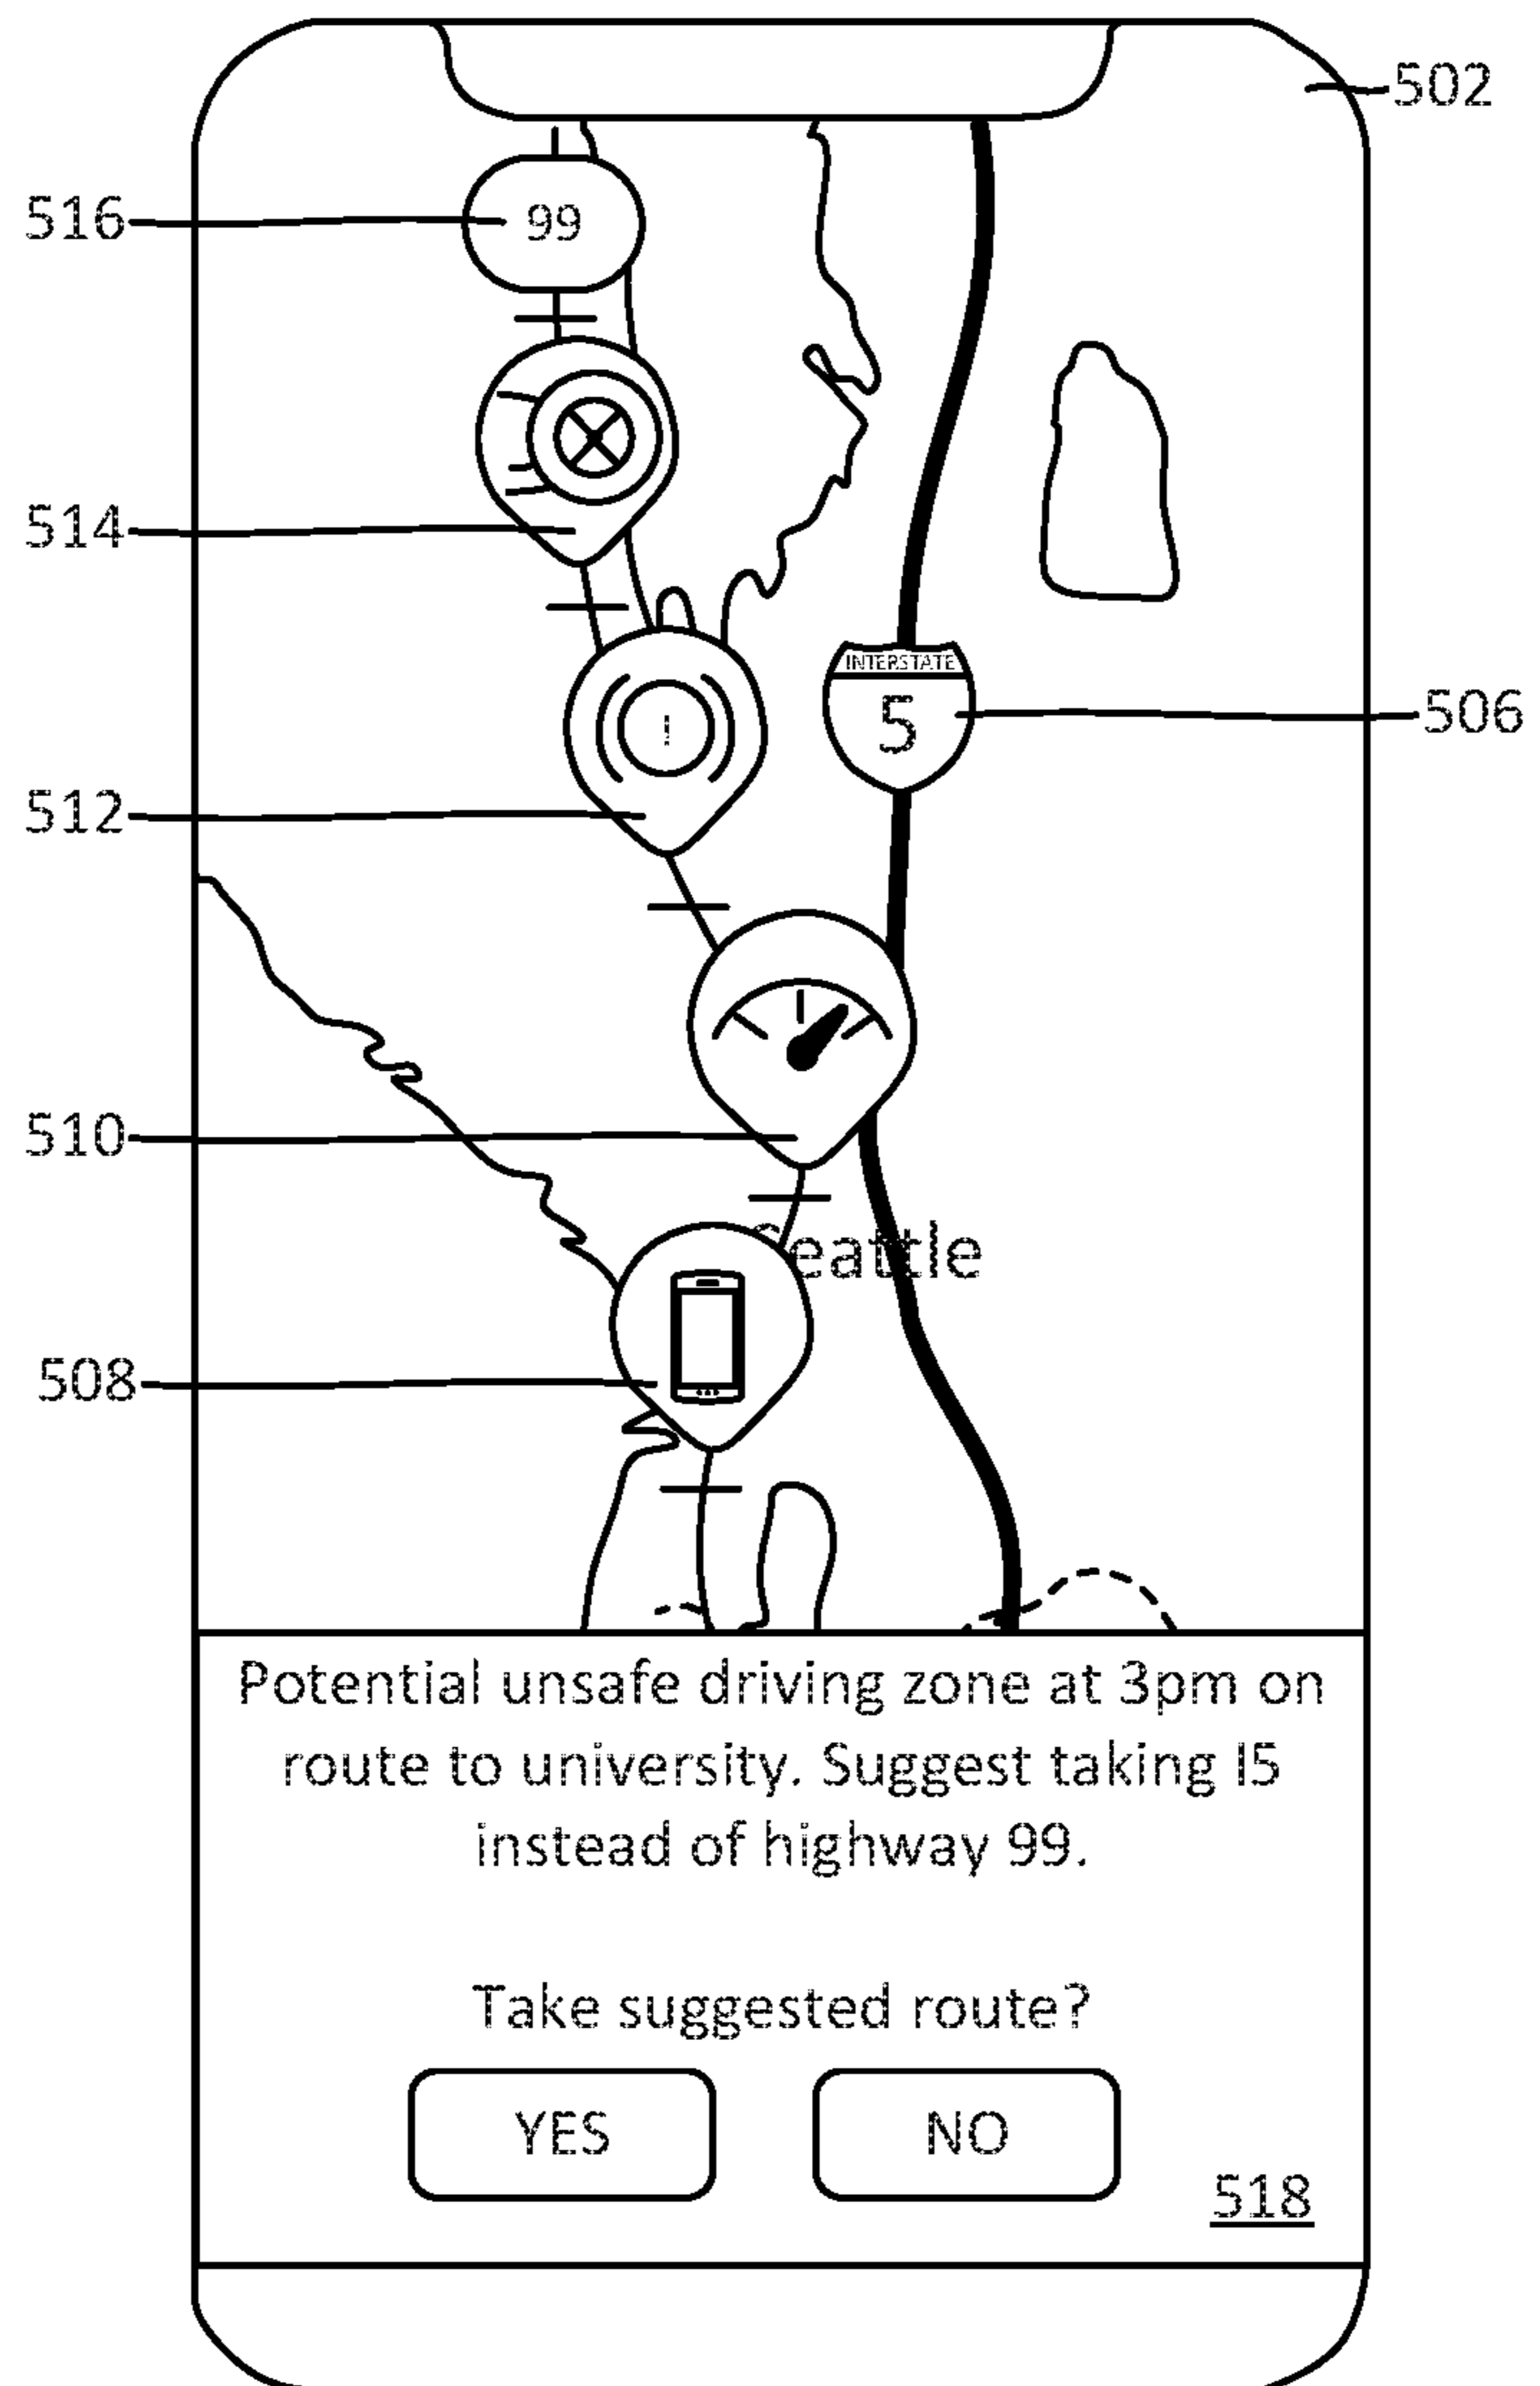 502
516
99
514
INTERSTATE
5
506
!
512
510
Seattle
508
Potential unsafe driving zone at 3pm on
route to university. Suggest taking I5
instead of highway 99.
Take suggested route?
YES NO
518